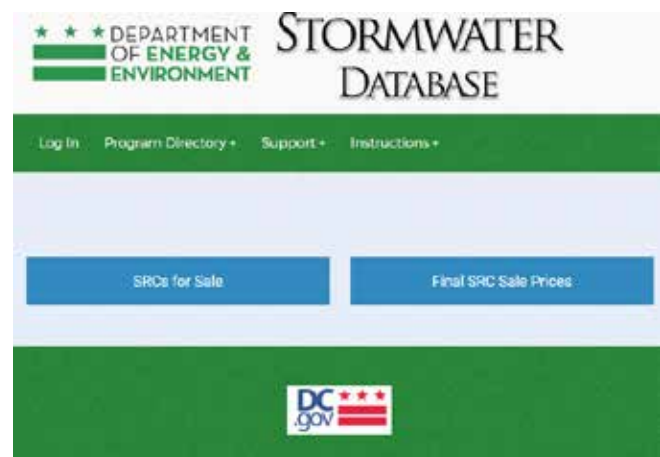 DEPARTMENT
OF ENERGY &
ENVIRONMENT
STORMWATER
DATABASE
Log In Program Directory+ Support+ Instructions+
SRCs for Sale Final SRC Sale Prices
DC
.gov